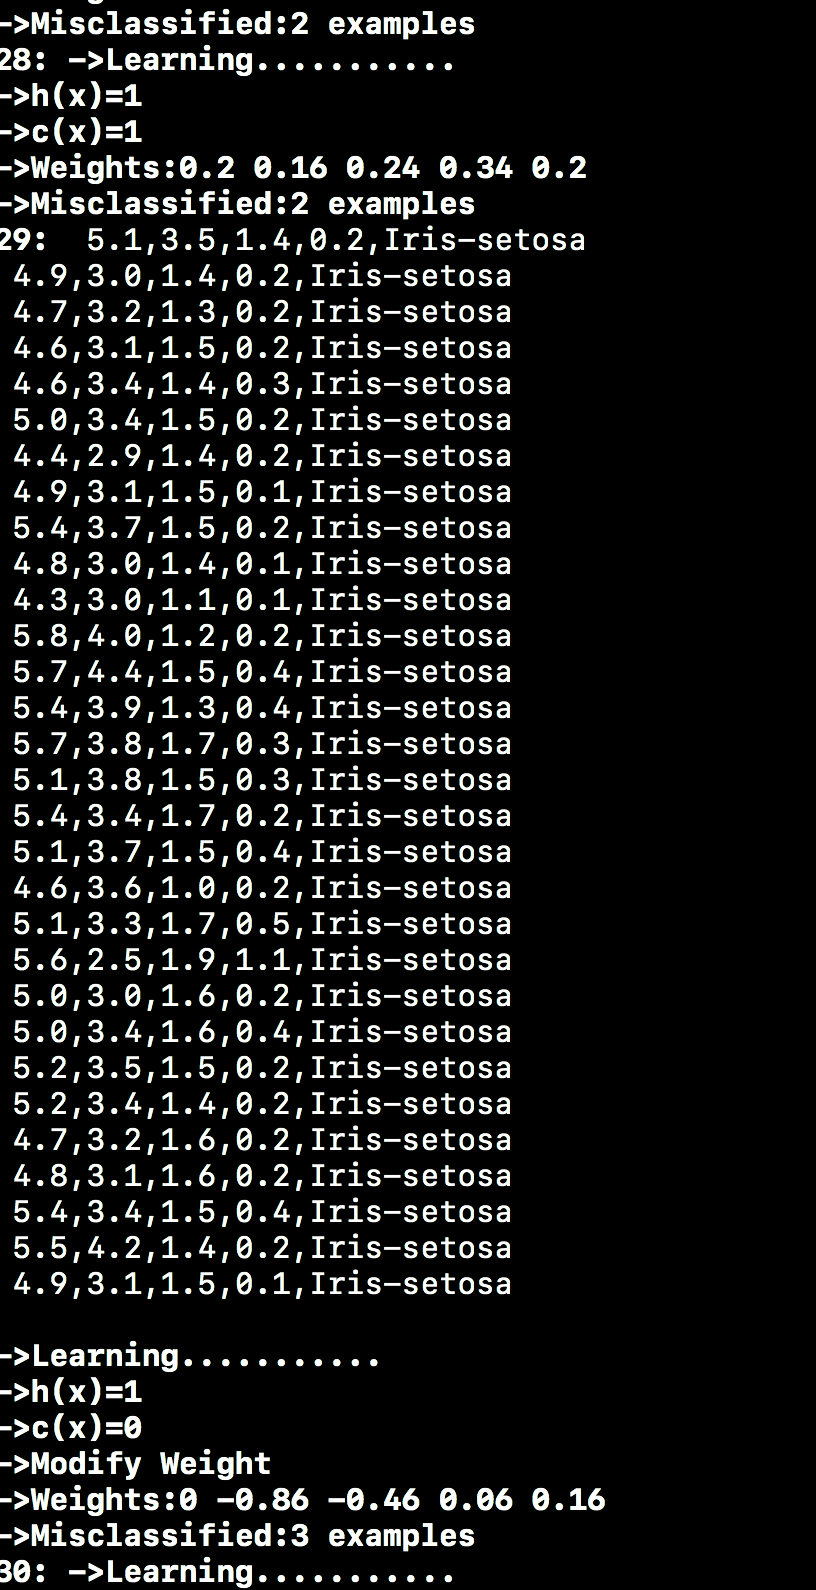 ->Misclassified:2 examples
28: ->Learning...........
->h(x)=1
->c(x)=1
->Weights:0.2 0.16 0.24 0.34 0.2
->Misclassified:2 examples
29:  5.1,3.5,1.4,0.2,Iris-setosa
4.9,3.0,1.4,0.2,Iris-setosa
4.7,3.2,1.3,0.2,Iris-setosa
4.6,3.1,1.5,0.2,Iris-setosa
4.6,3.4,1.4,0.3,Iris-setosa
5.0,3.4,1.5,0.2,Iris-setosa
4.4,2.9,1.4,0.2,Iris-setosa
4.9,3.1,1.5,0.1,Iris-setosa
5.4,3.7,1.5,0.2,Iris-setosa
4.8,3.0,1.4,0.1,Iris-setosa
4.3,3.0,1.1,0.1,Iris-setosa
5.8,4.0,1.2,0.2,Iris-setosa
5.7,4.4,1.5,0.4,Iris-setosa
5.4,3.9,1.3,0.4,Iris-setosa
5.7,3.8,1.7,0.3,Iris-setosa
5.1,3.8,1.5,0.3,Iris-setosa
5.4,3.4,1.7,0.2,Iris-setosa
5.1,3.7,1.5,0.4,Iris-setosa
4.6,3.6,1.0,0.2,Iris-setosa
5.1,3.3,1.7,0.5,Iris-setosa
5.6,2.5,1.9,1.1,Iris-setosa
5.0,3.0,1.6,0.2,Iris-setosa
5.0,3.4,1.6,0.4,Iris-setosa
5.2,3.5,1.5,0.2,Iris-setosa
5.2,3.4,1.4,0.2,Iris-setosa
4.7,3.2,1.6,0.2,Iris-setosa
4.8,3.1,1.6,0.2,Iris-setosa
5.4,3.4,1.5,0.4,Iris-setosa
5.5,4.2,1.4,0.2,Iris-setosa
4.9,3.1,1.5,0.1,Iris-setosa
->Learning...........
->h(x)=1
->c(x)=0
->Modify Weight
->Weights:0 -0.86 -0.46 0.06 0.16
->Misclassified:3 examples
30: ->Learning...........